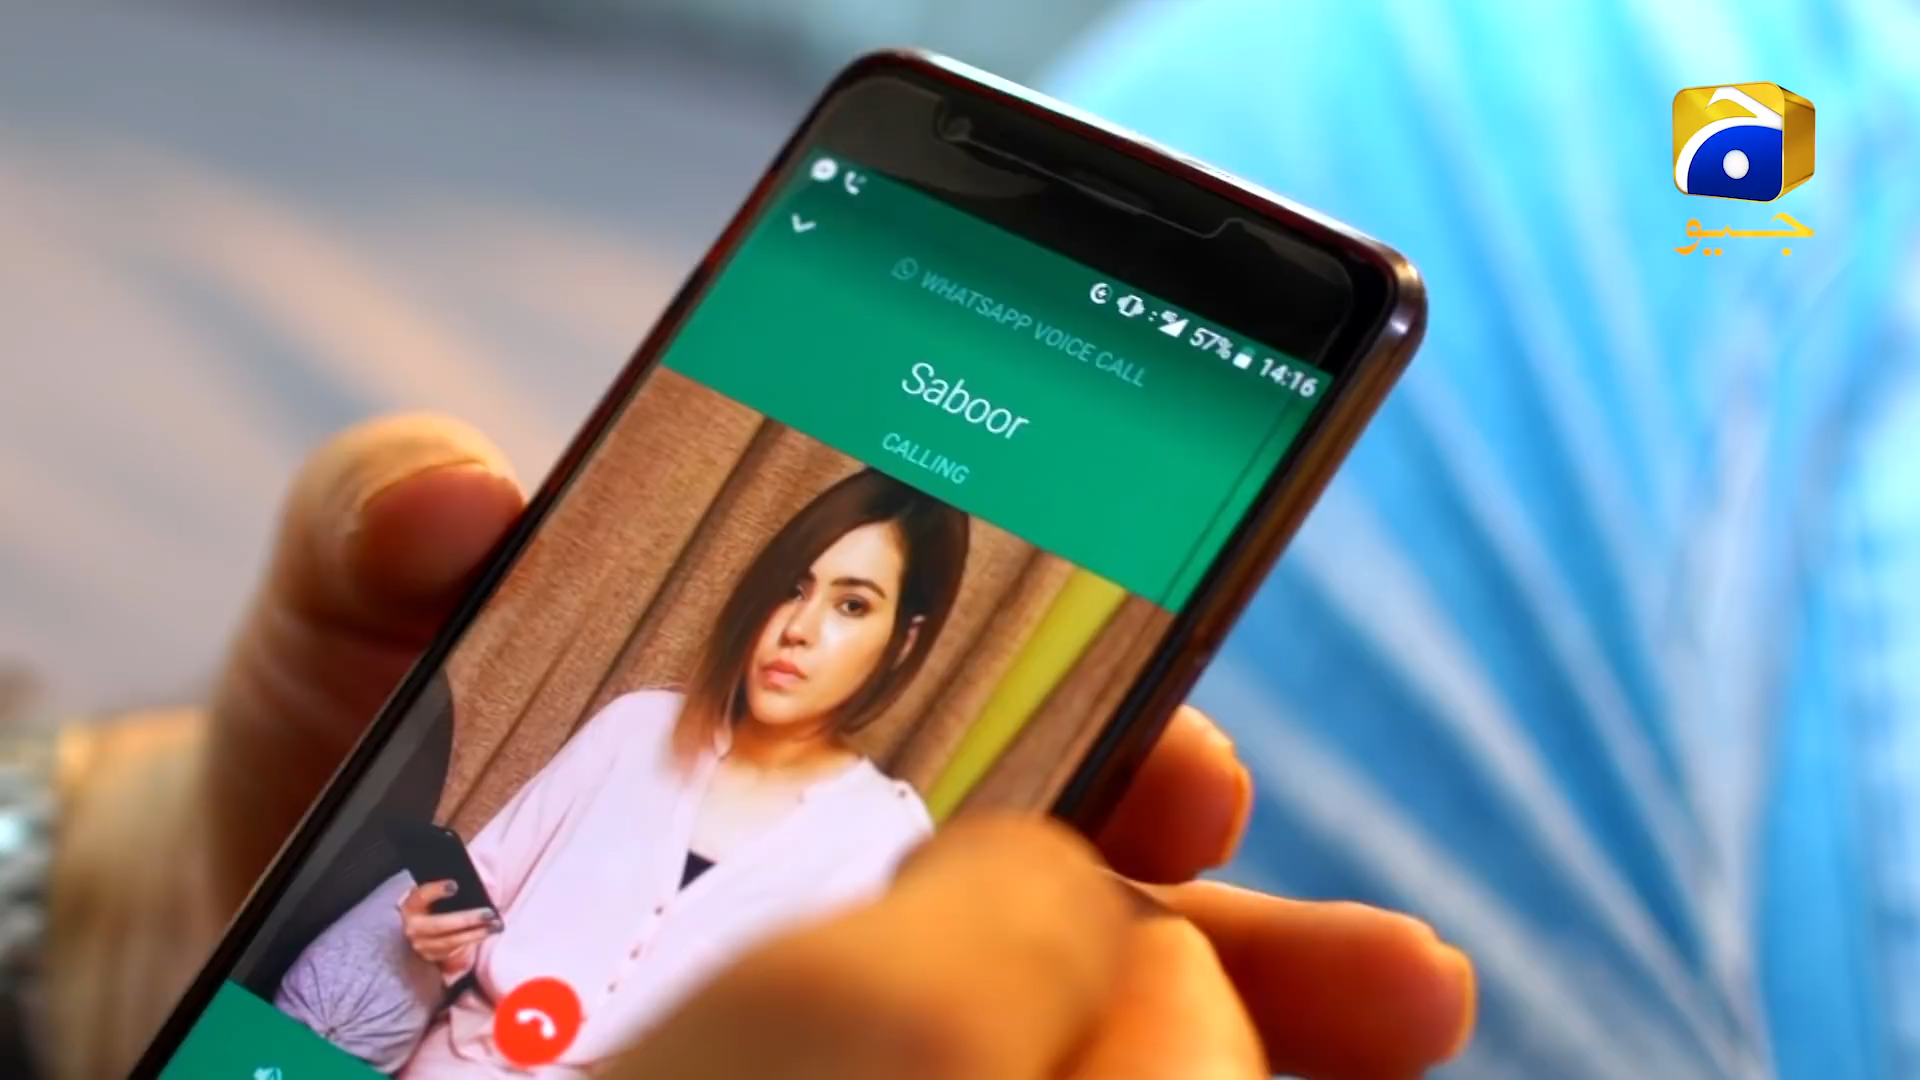 57% 14:16
WHATSAPP VOICE CALL
Saboor
CALLING
جیو